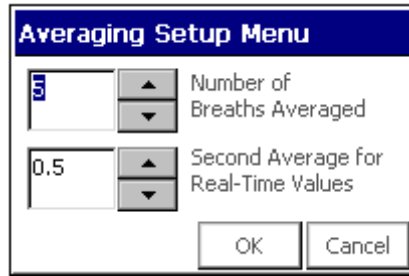 Averaging Setup Menu
5
Number of
Breaths Averaged
0.5
Second Average for
Real-Time Values
OK
Cancel